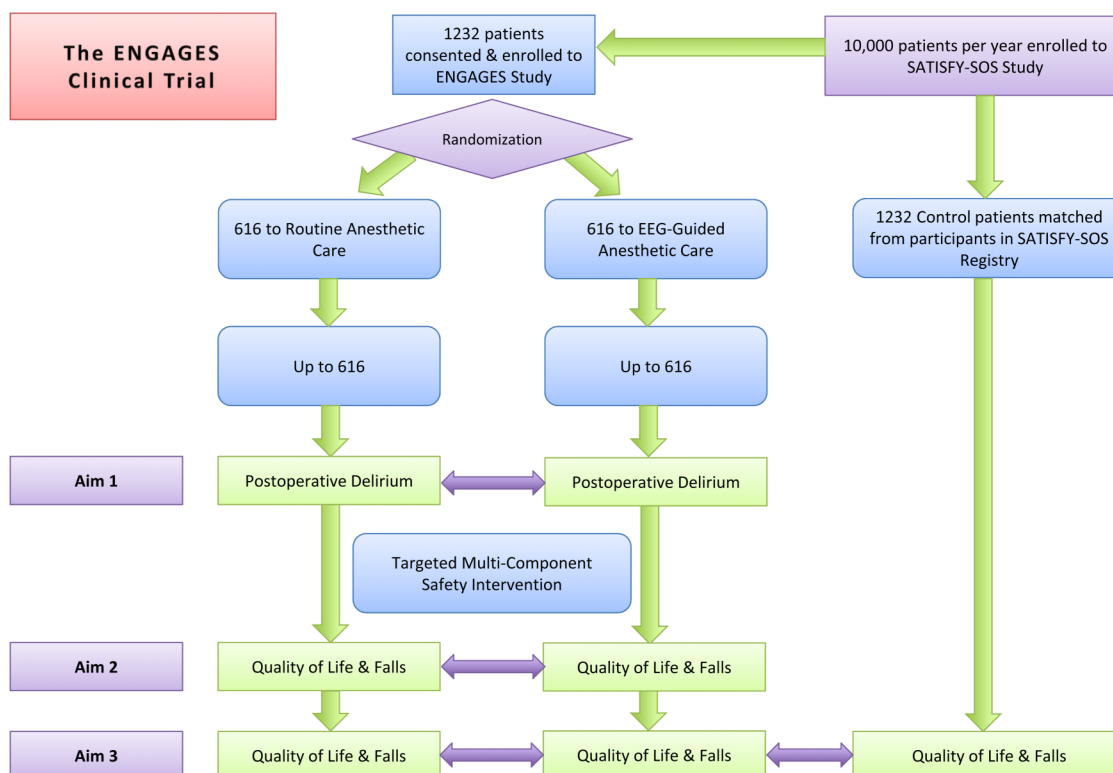 The ENGAGES
Clinical Trial
1232 patients
consented & enrolled to
ENGAGES Study
10,000 patients per year enrolled to
SATISFY-SOS Study
Randomization
616 to Routine Anesthetic
Care
616 to EEG-Guided
Anesthetic Care
1232 Control patients matched
from participants in SATISFY-SOS
Registry
Up to 616
Up to 616
Aim 1
Postoperative Delirium
Postoperative Delirium
Targeted Multi-Component
Safety Intervention
Aim 2
Quality of Life & Falls
Quality of Life & Falls
Aim 3
Quality of Life & Falls
Quality of Life & Falls
Quality of Life & Falls